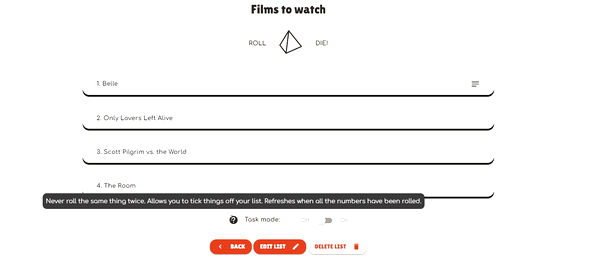 Films to watch
ROLL DIE!
1. Belle
2. Only Lovers Left Alive
3. Scott Pilgrim vs. the World
4. The Room
Never roll the same thing twice. Allows you to tick things off your list. Refreshes when all the numbers have been rolled.
? Task mode:
BACK EDIT LIST DELETE LIST